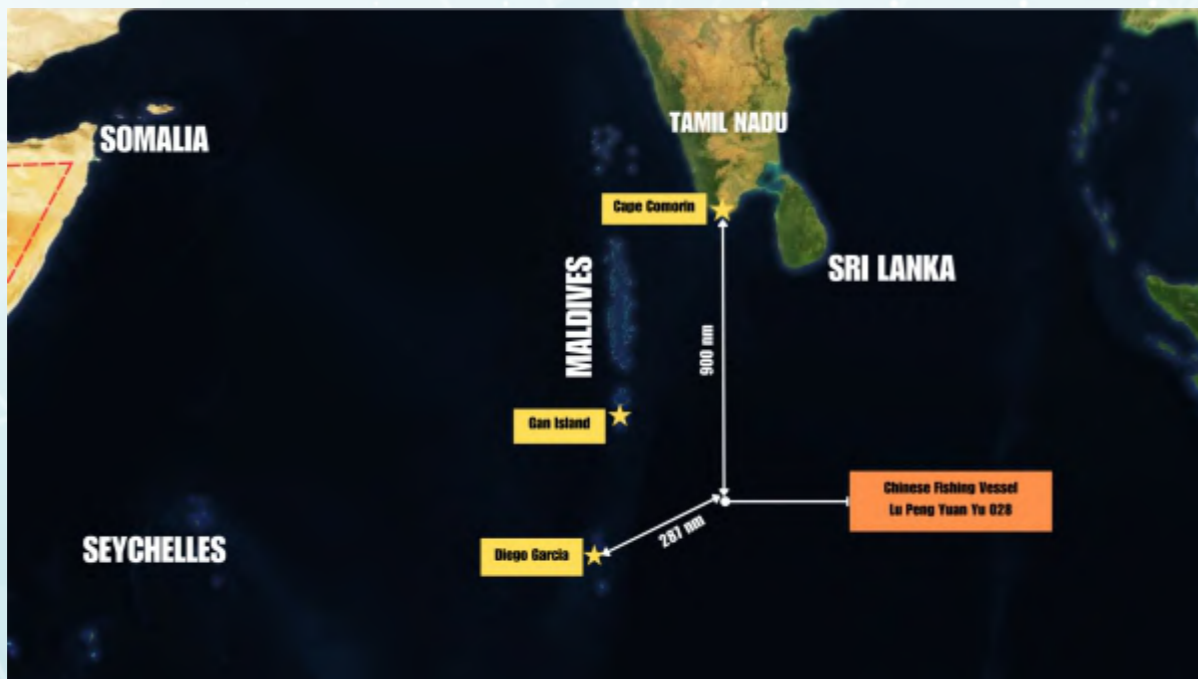 SOMALIA
TAMIL NADU
Cape Comorin
SRI LANKA
MALDIVES
900 nm
Gan Island
Chinese Fishing Vessel
Lu Peng Yuan Yu 028
287 nm
SEYCHELLES
Diego Garcia